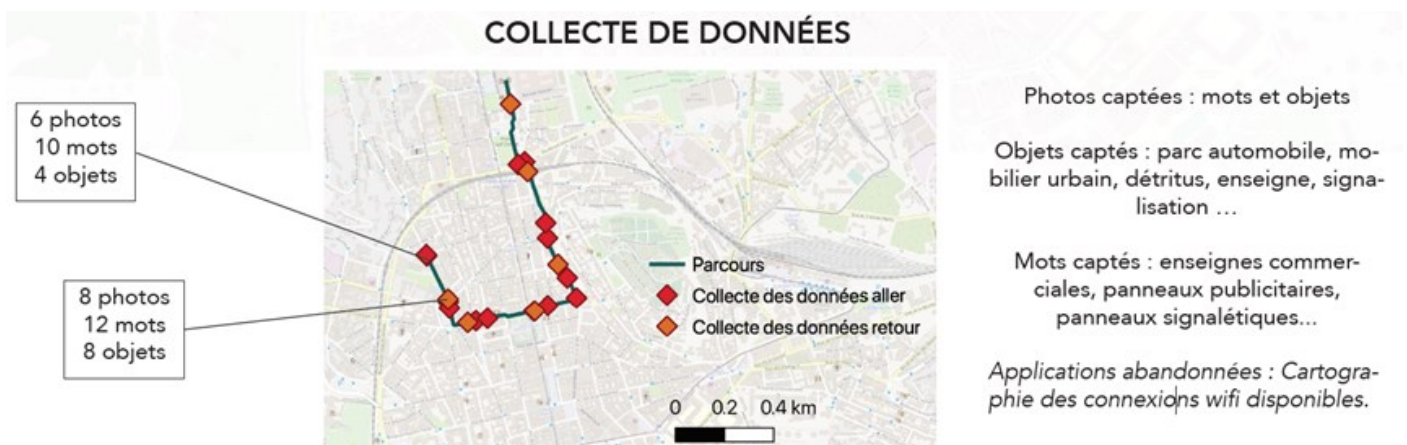 COLLECTE DE DONNÉES
6 photos
10 mots
4 objets
8 photos
12 mots
8 objets
Parcours
Collecte des données aller
Collecte des données retour
0 0.2 0.4 km
Photos captées : mots et objets
Objets captés : parc automobile, mo-
bilier urbain, détritus, enseigne, signa-
lisation ...
Mots captés : enseignes commer-
ciales, panneaux publicitaires,
panneaux signalétiques...
Applications abandonnées : Cartogra-
phie des connexions wifi disponibles.